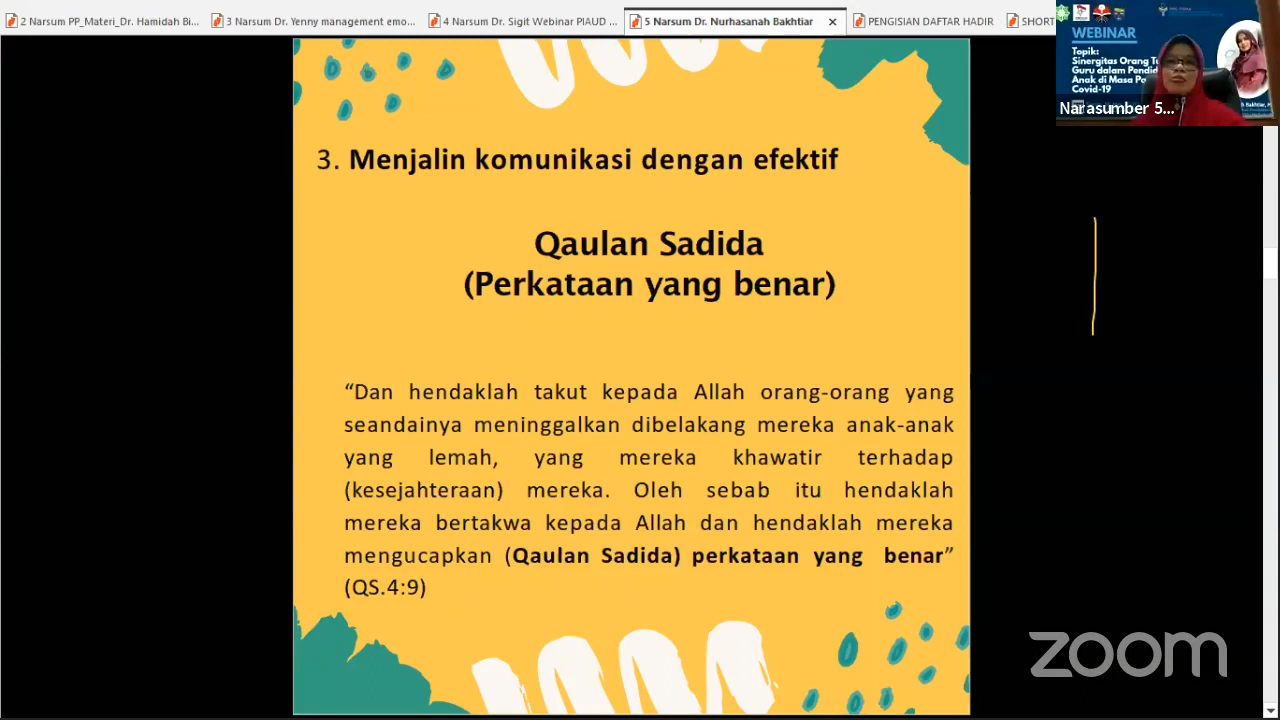 2 Narsum PP_Materi_Dr. Hamidah Bi...
3 Narsum Dr. Yenny management emo...
4 Narsum Dr. Sigit Webinar PIAUD ...
5 Narsum Dr. Nurhasanah Bakhtiar
PENGISIAN DAFTAR HADIR
SHORT
WEBINAR
Topik:
Sinergitas Orang Tu
Guru dalam Pendid
Anak di Masa Pa
Covid-19
Bakhtiar, M
Narasumber 5...
3. Menjalin komunikasi dengan efektif
Qaulan Sadida
(Perkataan yang benar)
“Dan hendaklah takut kepada Allah orang-orang yang
seandainya meninggalkan dibelakang mereka anak-anak
yang lemah, yang mereka khawatir terhadap
(kesejahteraan) mereka. Oleh sebab itu hendaklah
mereka bertakwa kepada Allah dan hendaklah mereka
mengucapkan (Qaulan Sadida) perkataan yang benar”
(QS.4:9)
zoom